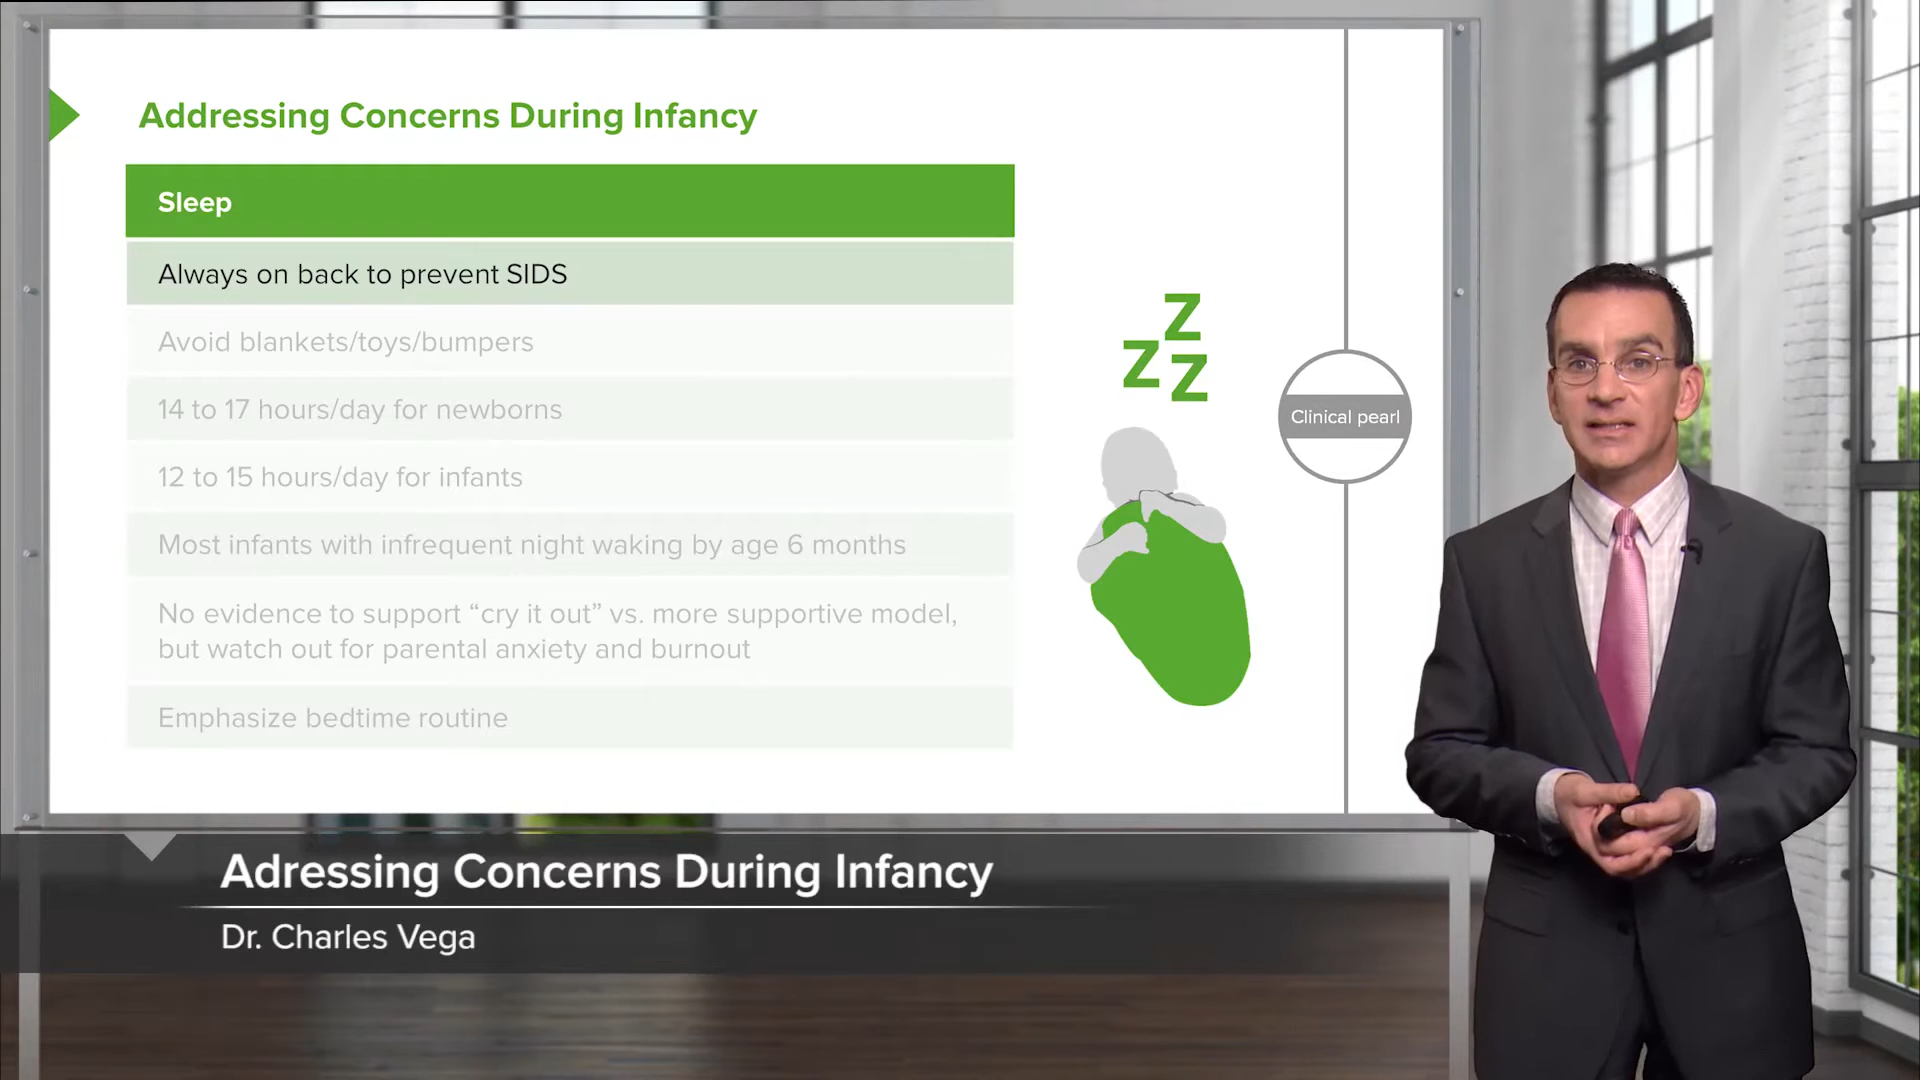 Addressing Concerns During Infancy
Sleep
Always on back to prevent SIDS
Avoid blankets/toys/bumpers
14 to 17 hours/day for newborns
12 to 15 hours/day for infants
Most infants with infrequent night waking by age 6 months
No evidence to support “cry it out” vs. more supportive model,
but watch out for parental anxiety and burnout
Emphasize bedtime routine
Z
Z
Z
Clinical pearl
Adressing Concerns During Infancy
Dr. Charles Vega